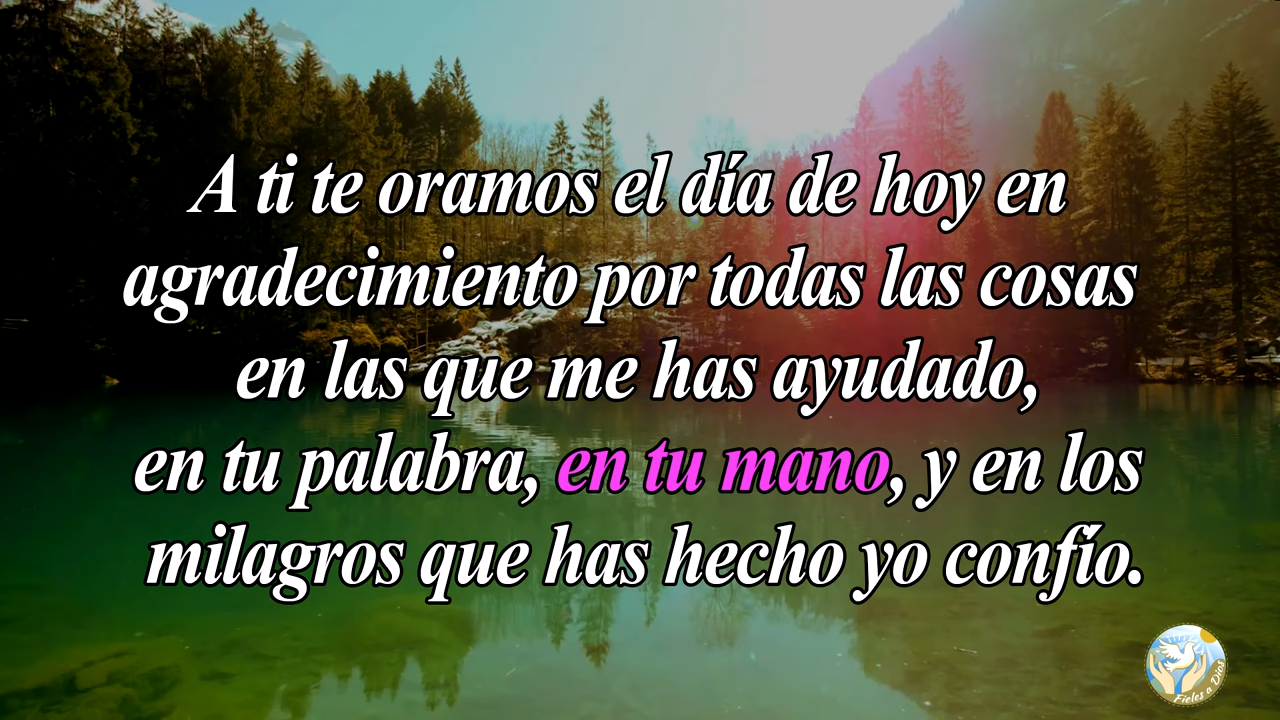 A ti te oramos el día de hoy en
agradecimiento por todas las cosas
en las que me has ayudado,
en tu palabra, en tu mano, y en los
milagros que has hecho yo confío.
Fieles a Dios